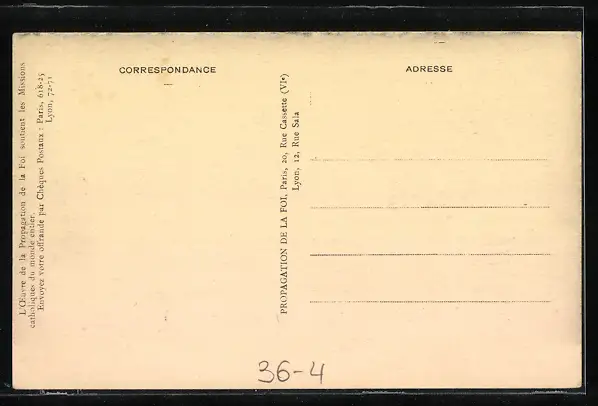 L'Œuvre de la Propagation de la Foi soutient les Missions
catholiques du monde entier.
Envoyez votre offrande par Chèques Postaux : Paris, 618-25
Lyon, 72-71
CORRESPONDANCE
PROPAGATION DE LA FOI, Paris, 20, Rue Cassette (VIe)
Lyon, 12, Rue Sala
ADRESSE
36-4